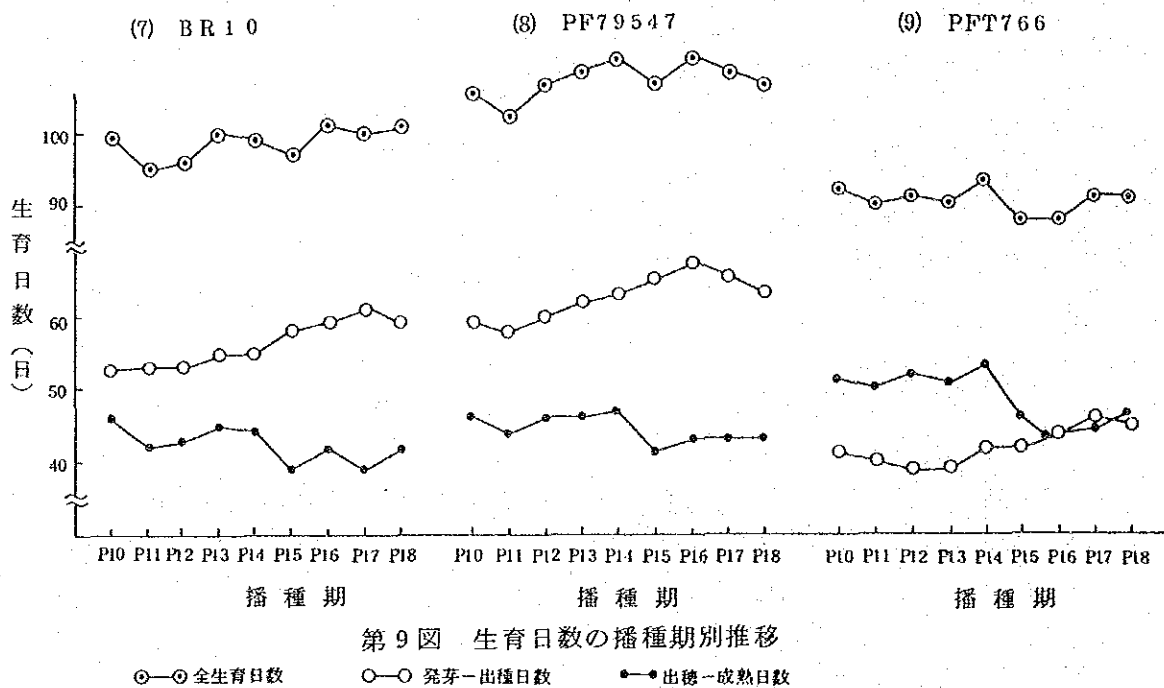 (7) BR10
(8) PF79547
(9) PFT766
生育日数(日)
100
90
60
50
40
P10 P11 P12 P13 P14 P15 P16 P17 P18
P10 P11 P12 P13 P14 P15 P16 P17 P18
P10 P11 P12 P13 P14 P15 P16 P17 P18
播種期
播種期
播種期
第9図 生育日数の播種期別推移
全生育日数
発芽−出穂日数
出穂−成熟日数